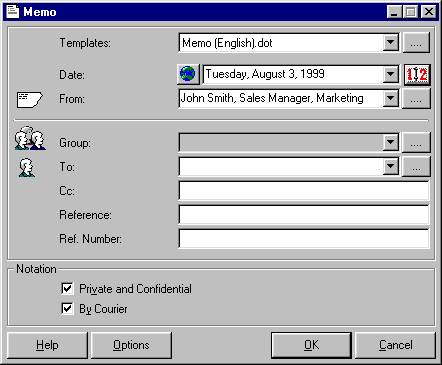 Memo
Templates: Memo (English).dot ....
Date: Tuesday, August 3, 1999 12
From: John Smith, Sales Manager, Marketing ....
Group: ....
To: ...
Cc:
Reference:
Ref. Number:
Notation
Private and Confidential
By Courier
Help Options OK Cancel